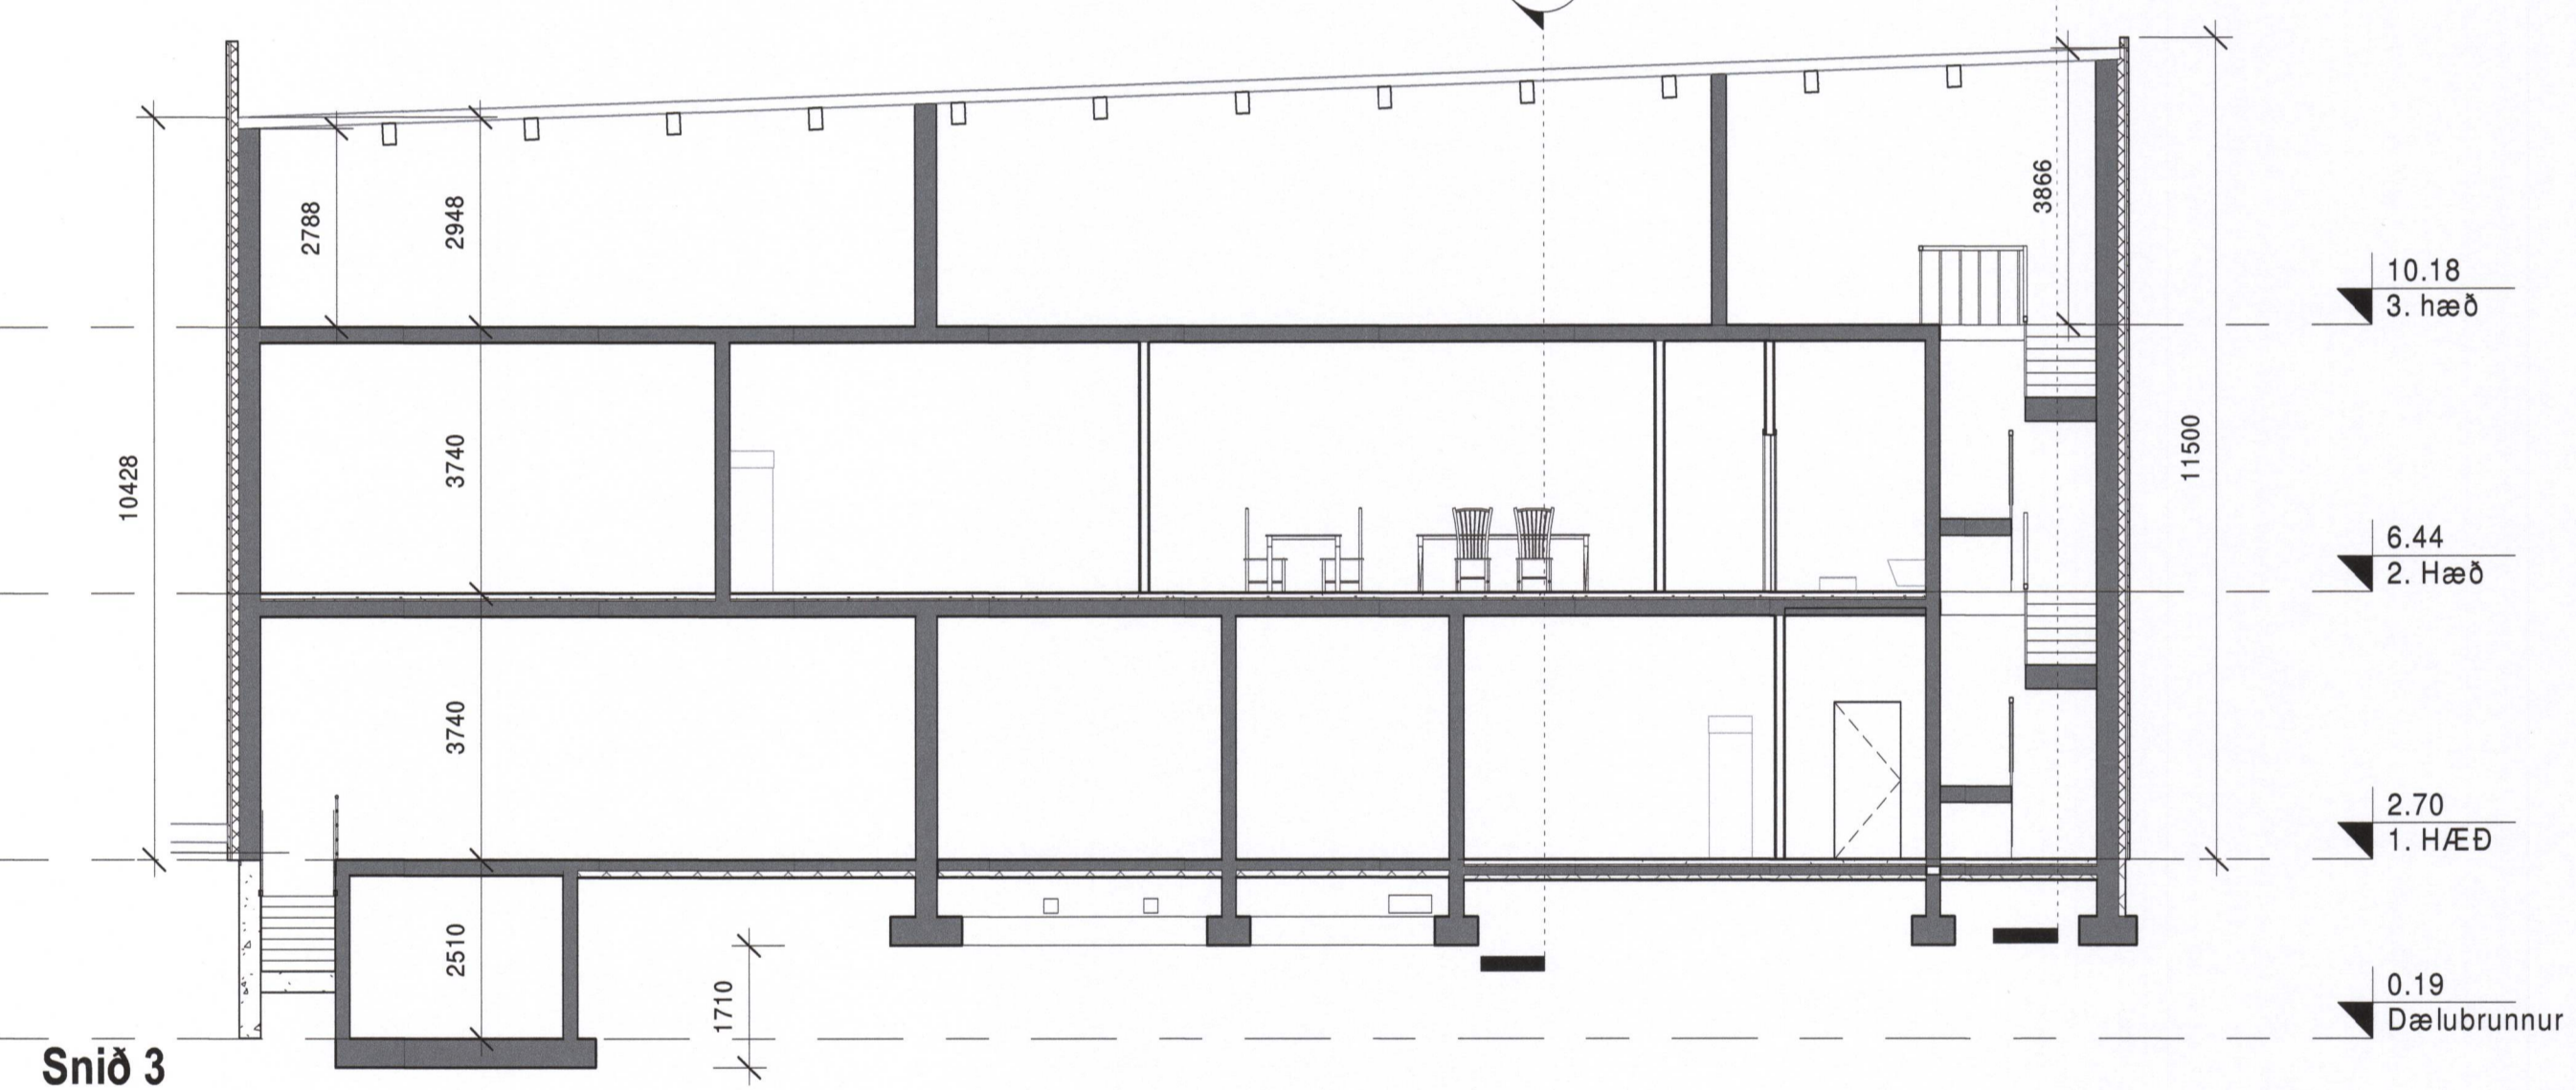 2788
2948
3866
10.18
3. hæð
10428
3740
11500
6.44
2. Hæð
3740
2.70
1. HÆÐ
2510
1710
0.19
Dælubrunnur
Snið 3